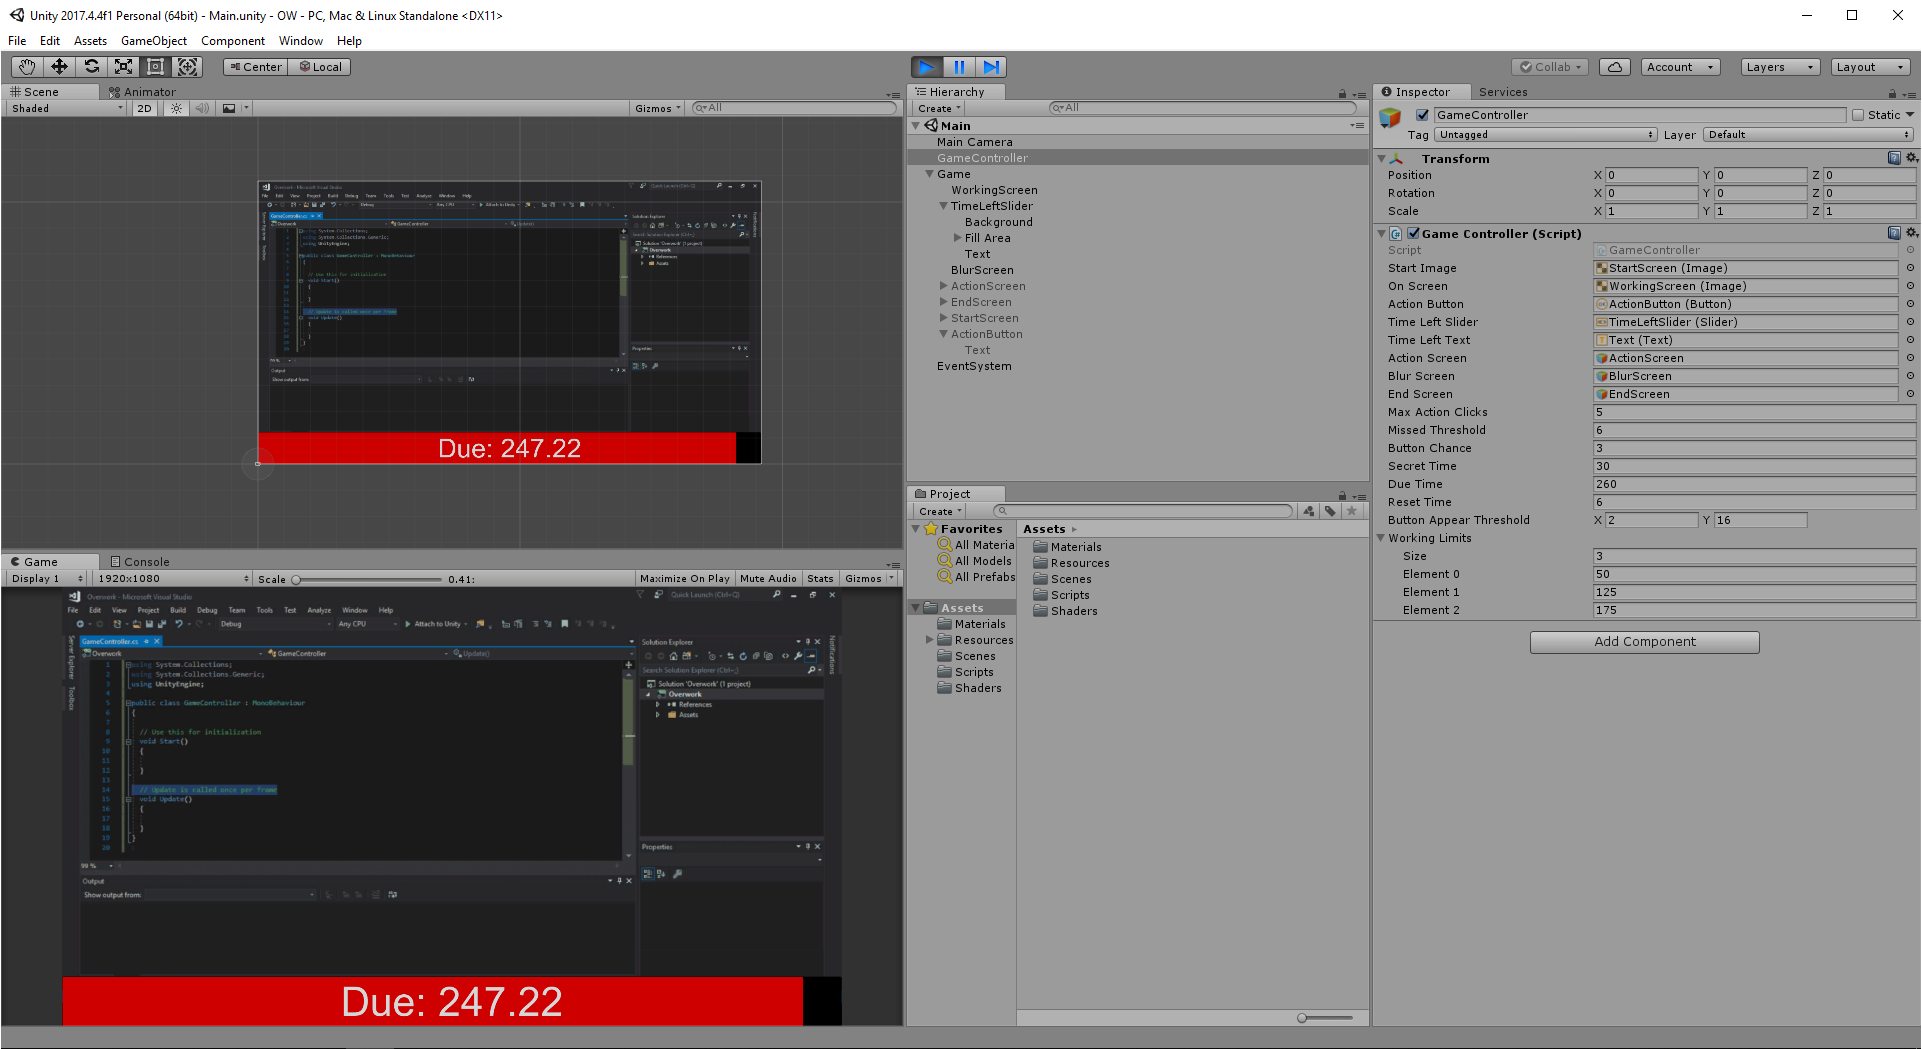 Unity 2017.4.4f1 Personal (64bit) - Main.unity - OW - PC, Mac & Linux Standalone <DX11>
File Edit Assets GameObject Component Window Help
Center Local
Collab Account Layers Layout
Scene Animator
Shaded 2D Gizmos All
Due: 247.22
Game Console
Display 1 1920x1080 Scale 0.41: Maximize On Play Mute Audio Stats Gizmos
Overwork - Microsoft Visual Studio Quick Launch (Ctrl+Q)
File Edit View Project Build Debug Team Tools Test Analyze Window Help
Debug Any CPU Attach to Unity
GameController.cs
Overwork GameController Update()
Server Explorer
Toolbox
1 using System.Collections;
2 using System.Collections.Generic;
3 using UnityEngine;
4
5 public class GameController : MonoBehaviour
6 {
7
8 // Use this for initialization
9 void Start()
10 {
11
12 }
13
14 // Update is called once per frame
15 void Update()
16 {
17
18 }
19 }
20
99 %
Output
Show output from:
Solution Explorer
Search Solution Explorer (Ctrl+;)
Solution 'Overwork' (1 project)
Overwork
References
Assets
Properties
Notifications
Due: 247.22
Hierarchy
Create All
Main
Main Camera
GameController
Game
WorkingScreen
TimeLeftSlider
Background
Fill Area
Text
BlurScreen
ActionScreen
EndScreen
StartScreen
ActionButton
Text
EventSystem
Project
Create
Favorites
All Materia
All Models
All Prefabs
Assets
Materials
Resources
Scenes
Scripts
Shaders
Assets
Materials
Resources
Scenes
Scripts
Shaders
Inspector Services
GameController Static
Tag Untagged Layer Default
Transform
Position X 0 Y 0 Z 0
Rotation X 0 Y 0 Z 0
Scale X 1 Y 1 Z 1
Game Controller (Script)
Script GameController
Start Image StartScreen (Image)
On Screen WorkingScreen (Image)
Action Button ActionButton (Button)
Time Left Slider TimeLeftSlider (Slider)
Time Left Text Text (Text)
Action Screen ActionScreen
Blur Screen BlurScreen
End Screen EndScreen
Max Action Clicks 5
Missed Threshold 6
Button Chance 3
Secret Time 30
Due Time 260
Reset Time 6
Button Appear Threshold X 2 Y 16
Working Limits
Size 3
Element 0 50
Element 1 125
Element 2 175
Add Component